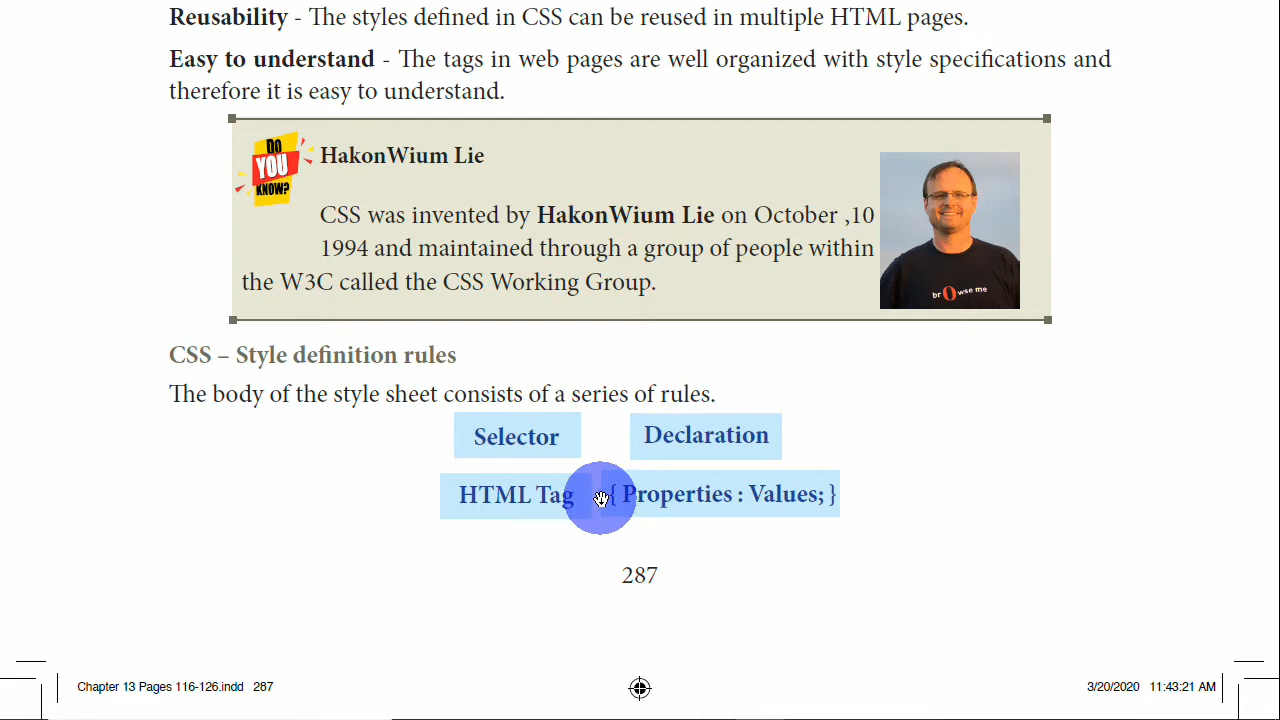 Reusability - The styles defined in CSS can be reused in multiple HTML pages.
Easy to understand - The tags in web pages are well organized with style specifications and
therefore it is easy to understand.
DO
YOU
KNOW?
HakonWium Lie
CSS was invented by HakonWium Lie on October ,10
1994 and maintained through a group of people within
the W3C called the CSS Working Group.
brOwse me
CSS – Style definition rules
The body of the style sheet consists of a series of rules.
Selector Declaration
HTML Tag { Properties : Values; }
287
Chapter 13 Pages 116-126.indd 287 3/20/2020 11:43:21 AM